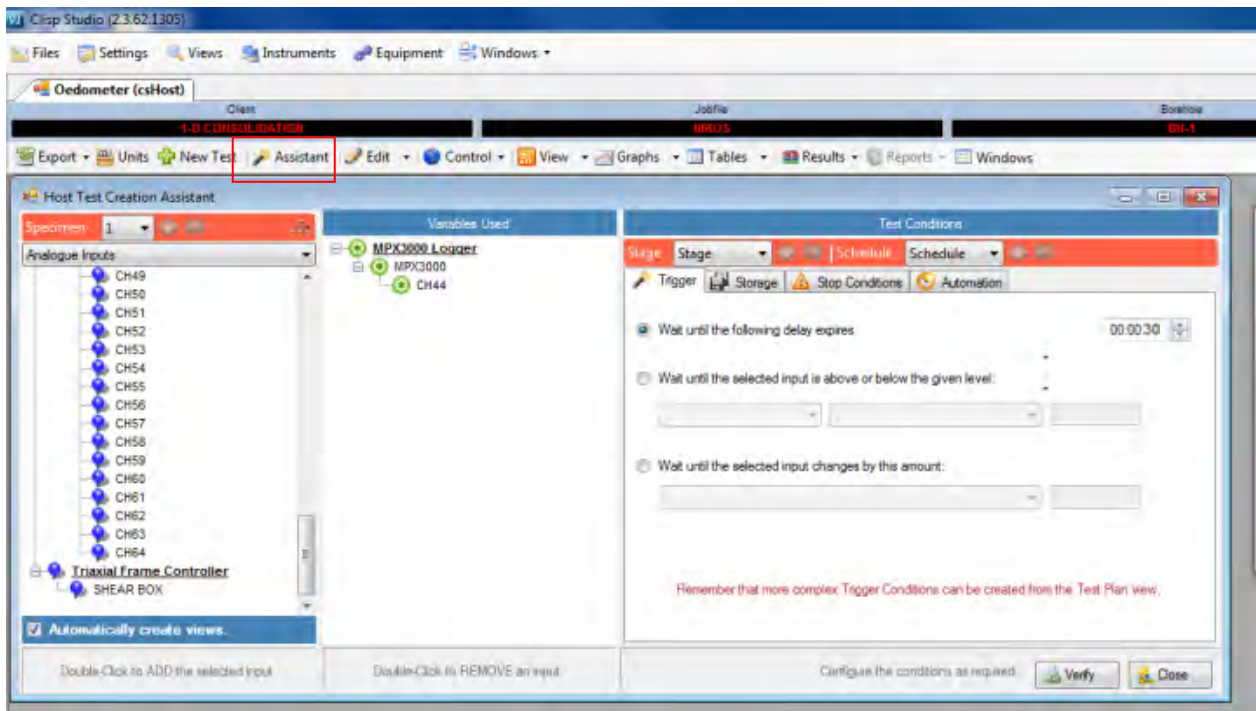 Clisp Studio (2.3.62.1305)
Files Settings Views Instruments Equipment Windows
Oedometer (csHost)
Client Jobfile Borehole
1-D CONSOLIDATION BH-1
Export Units New Test Assistant Edit Control View Graphs Tables Results Reports Windows
Host Test Creation Assistant
Specimen 1
Variables Used
Test Conditions
Analogue Inputs
CH49
CH50
CH51
CH52
CH53
CH54
CH55
CH56
CH57
CH58
CH59
CH60
CH61
CH62
CH63
CH64
Triaxial Frame Controller
SHEAR BOX
Automatically create views.
Double-Click to ADD the selected input
MPX3000 Logger
MPX3000
CH44
Double-Click to REMOVE an input
Stage Stage Schedule Schedule
Trigger Storage Stop Conditions Automation
Wait until the following delay expires 00:00:30
Wait until the selected input is above or below the given level:
Wait until the selected input changes by this amount:
Remember that more complex Trigger Conditions can be created from the Test Plan view.
Configure the conditions as required. Verify Close